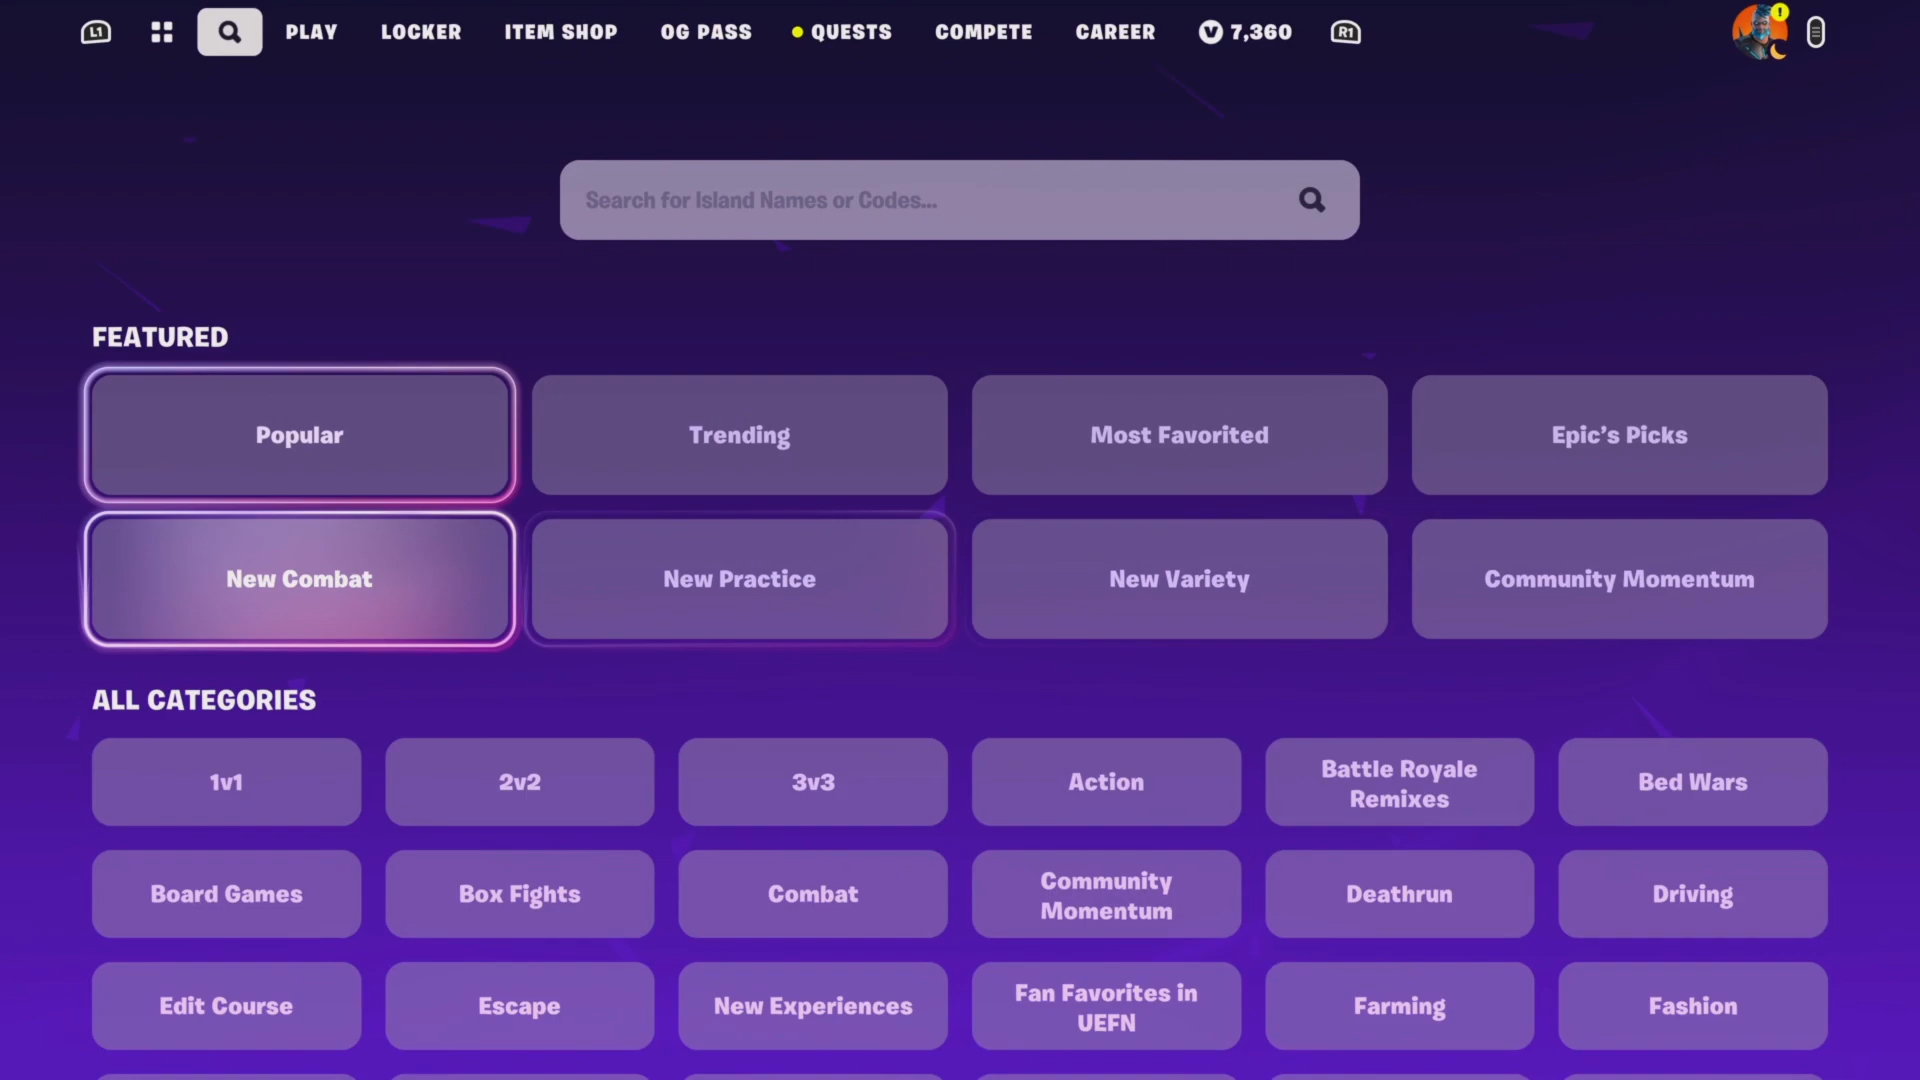 L1
PLAY
LOCKER
ITEM SHOP
OG PASS
QUESTS
COMPETE
CAREER
V 7,360
R1
!
Search for Island Names or Codes...
FEATURED
Popular
Trending
Most Favorited
Epic’s Picks
New Combat
New Practice
New Variety
Community Momentum
ALL CATEGORIES
1v1
2v2
3v3
Action
Battle Royale
Remixes
Bed Wars
Board Games
Box Fights
Combat
Community
Momentum
Deathrun
Driving
Edit Course
Escape
New Experiences
Fan Favorites in
UEFN
Farming
Fashion